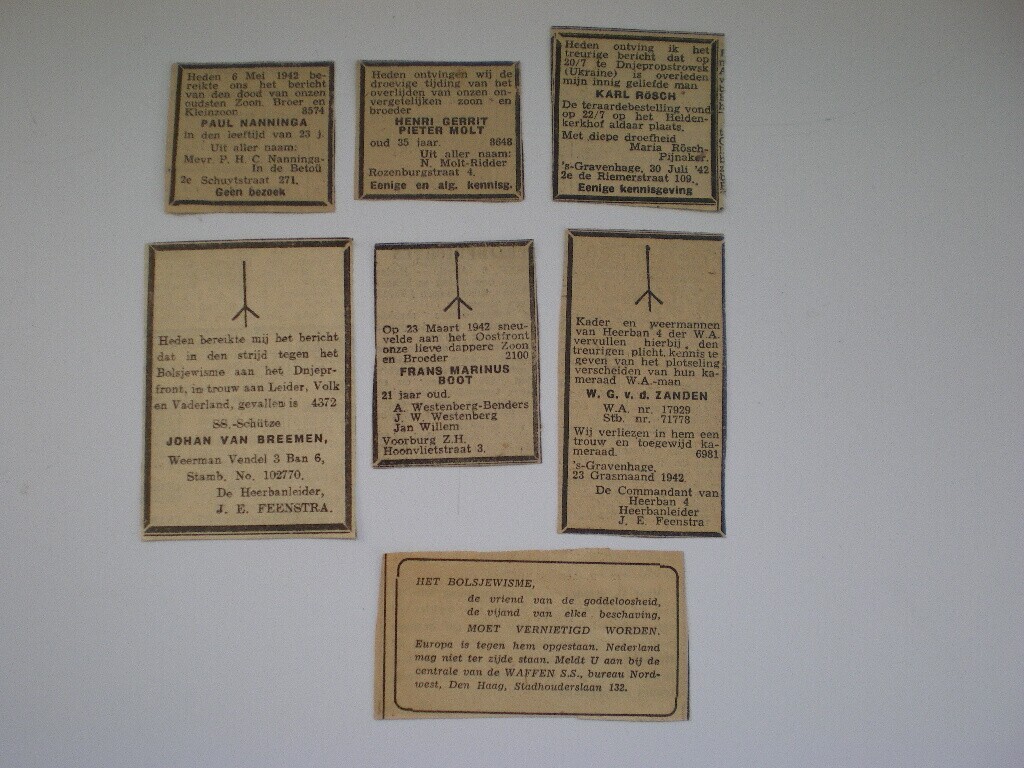 Heden 6 Mei 1942 be-
reikte ons het bericht
van den dood van onzen
oudsten Zoon, Broer en
Kleinzoon 8574
PAUL NANNINGA
in den leeftijd van 23 j.
Uit aller naam:
Mevr. P. H. C. Nanninga-
In de Betoü
2e Schuytstraat 271.
Geen bezoek
Heden ontvingen wij de
droevige tijding van het
overlijden van onzen on-
vergetelijken zoon en
broeder
HENRI GERRIT
PIETER MOLT
oud 35 jaar. 8648
Uit aller naam:
N. Molt-Ridder
Rozenburgstraat 4.
Eenige en alg. kennisg.
Heden ontving ik het
treurige bericht dat op
20/7 te Dnjepropstrowsk
(Ukraine) is overleden
mijn innig geliefde man
KARL RÖSCH
De teraardebestelling vond
op 22/7 op het Helden-
kerkhof aldaar plaats.
Met diepe droefheid
Maria Rösch-
Pijnaker.
's-Gravenhage, 30 Juli '42
2e de Riemerstraat 109.
Eenige kennisgeving
Heden bereikte mij het bericht
dat in den strijd tegen het
Bolsjewisme aan het Dnjepr-
front, in trouw aan Leider, Volk
en Vaderland, gevallen is 4372
SS.-Schütze
JOHAN VAN BREEMEN,
Weerman Vendel 3 Ban 6,
Stamb. No. 102770.
De Heerbanleider,
J. E. FEENSTRA.
Op 23 Maart 1942 sneu-
velde aan het Oostfront
onze lieve dappere Zoon
en Broeder 2100
FRANS MARINUS
BOOT
21 jaar oud.
A. Westenberg-Benders
J. W. Westenberg
Jan Willem
Voorburg Z.H.
Hoonvlietstraat 3.
Kader en weermannen
van Heerban 4 der W.A.
vervullen hierbij den
treurigen plicht, kennis te
geven van het plotseling
verscheiden van hun ka-
meraad W.A.-man
W. G. v. d. ZANDEN
W.A. nr. 17929
Stb. nr. 71778
Wij verliezen in hem een
trouw en toegewijd ka-
meraad. 6981
's-Gravenhage,
23 Grasmaand 1942.
De Commandant van
Heerban 4
Heerbanleider
J. E. Feenstra
HET BOLSJEWISME,
de vriend van de goddeloosheid,
de vijand van elke beschaving,
MOET VERNIETIGD WORDEN.
Europa is tegen hem opgestaan. Nederland
mag niet ter zijde staan. Meldt U aan bij de
centrale van de WAFFEN S.S., bureau Nord-
west, Den Haag, Stadhouderslaan 132.